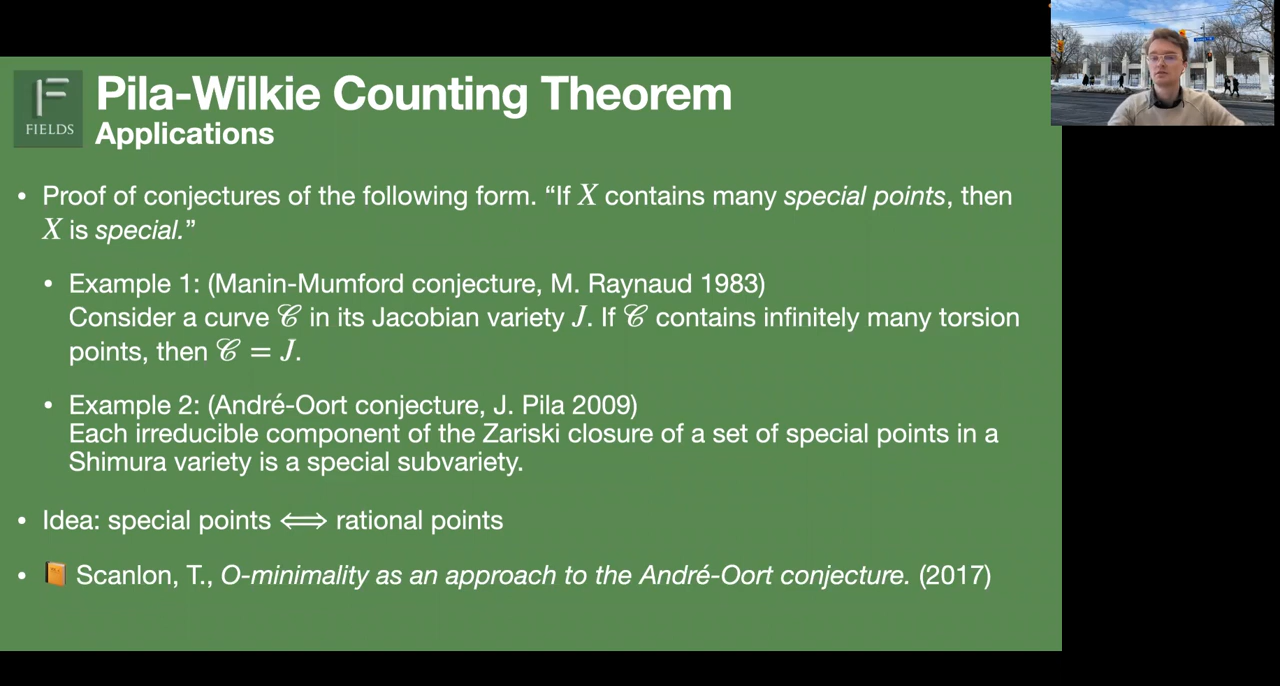 FIELDS
Pila-Wilkie Counting Theorem
Applications
• Proof of conjectures of the following form. “If X contains many special points, then
X is special.”
• Example 1: (Manin-Mumford conjecture, M. Raynaud 1983)
Consider a curve 𝒞 in its Jacobian variety J. If 𝒞 contains infinitely many torsion
points, then 𝒞 = J.
• Example 2: (André-Oort conjecture, J. Pila 2009)
Each irreducible component of the Zariski closure of a set of special points in a
Shimura variety is a special subvariety.
• Idea: special points ⟺ rational points
• 📙 Scanlon, T., O-minimality as an approach to the André-Oort conjecture. (2017)